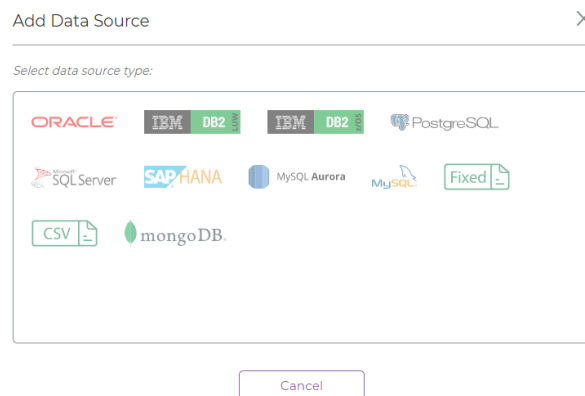 Add Data Source
Select data source type:
ORACLE IBM DB2 LUW IBM DB2 z/OS PostgreSQL
Microsoft SQL Server SAP HANA MySQL Aurora MySQL Fixed
CSV mongoDB
Cancel